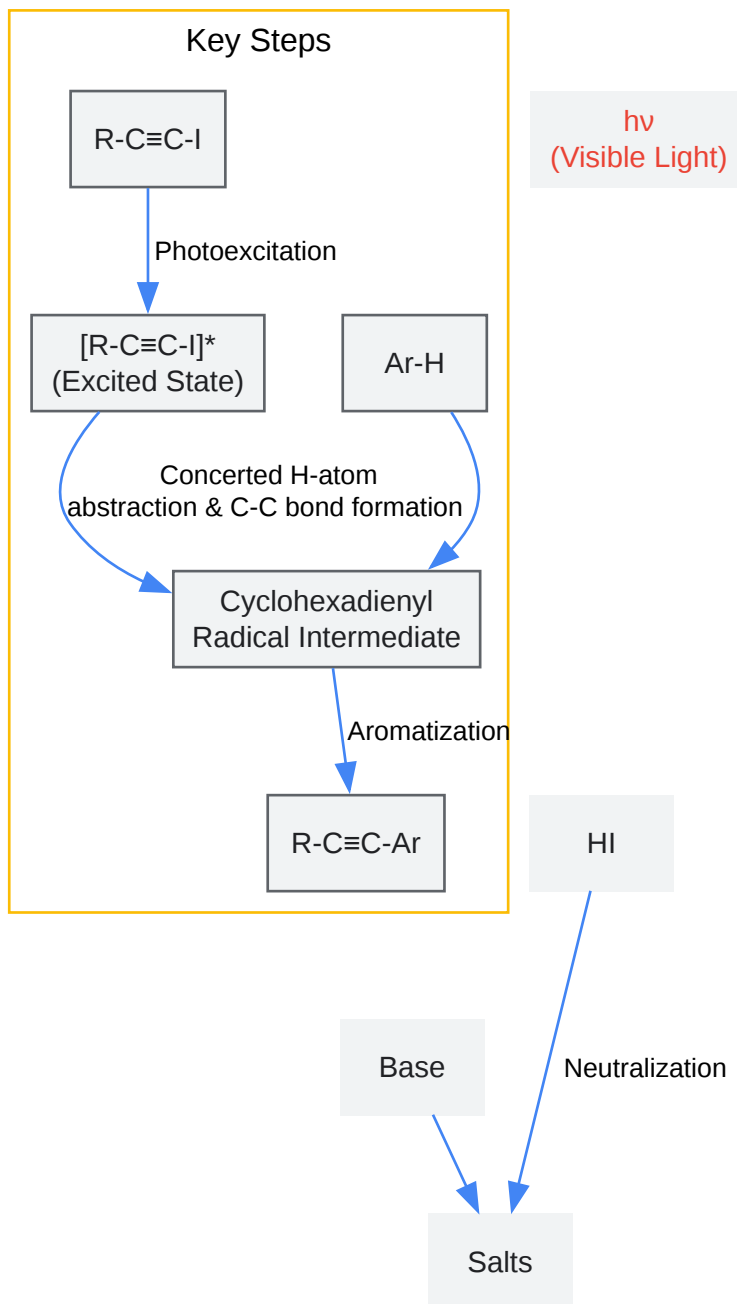 Key Steps
R-C≡C-I
hν
(Visible Light)
Photoexcitation
[R-C≡C-I]*
(Excited State)
Ar-H
Concerted H-atom
abstraction & C-C bond formation
Cyclohexadienyl
Radical Intermediate
Aromatization
R-C≡C-Ar
HI
Base
Neutralization
Salts